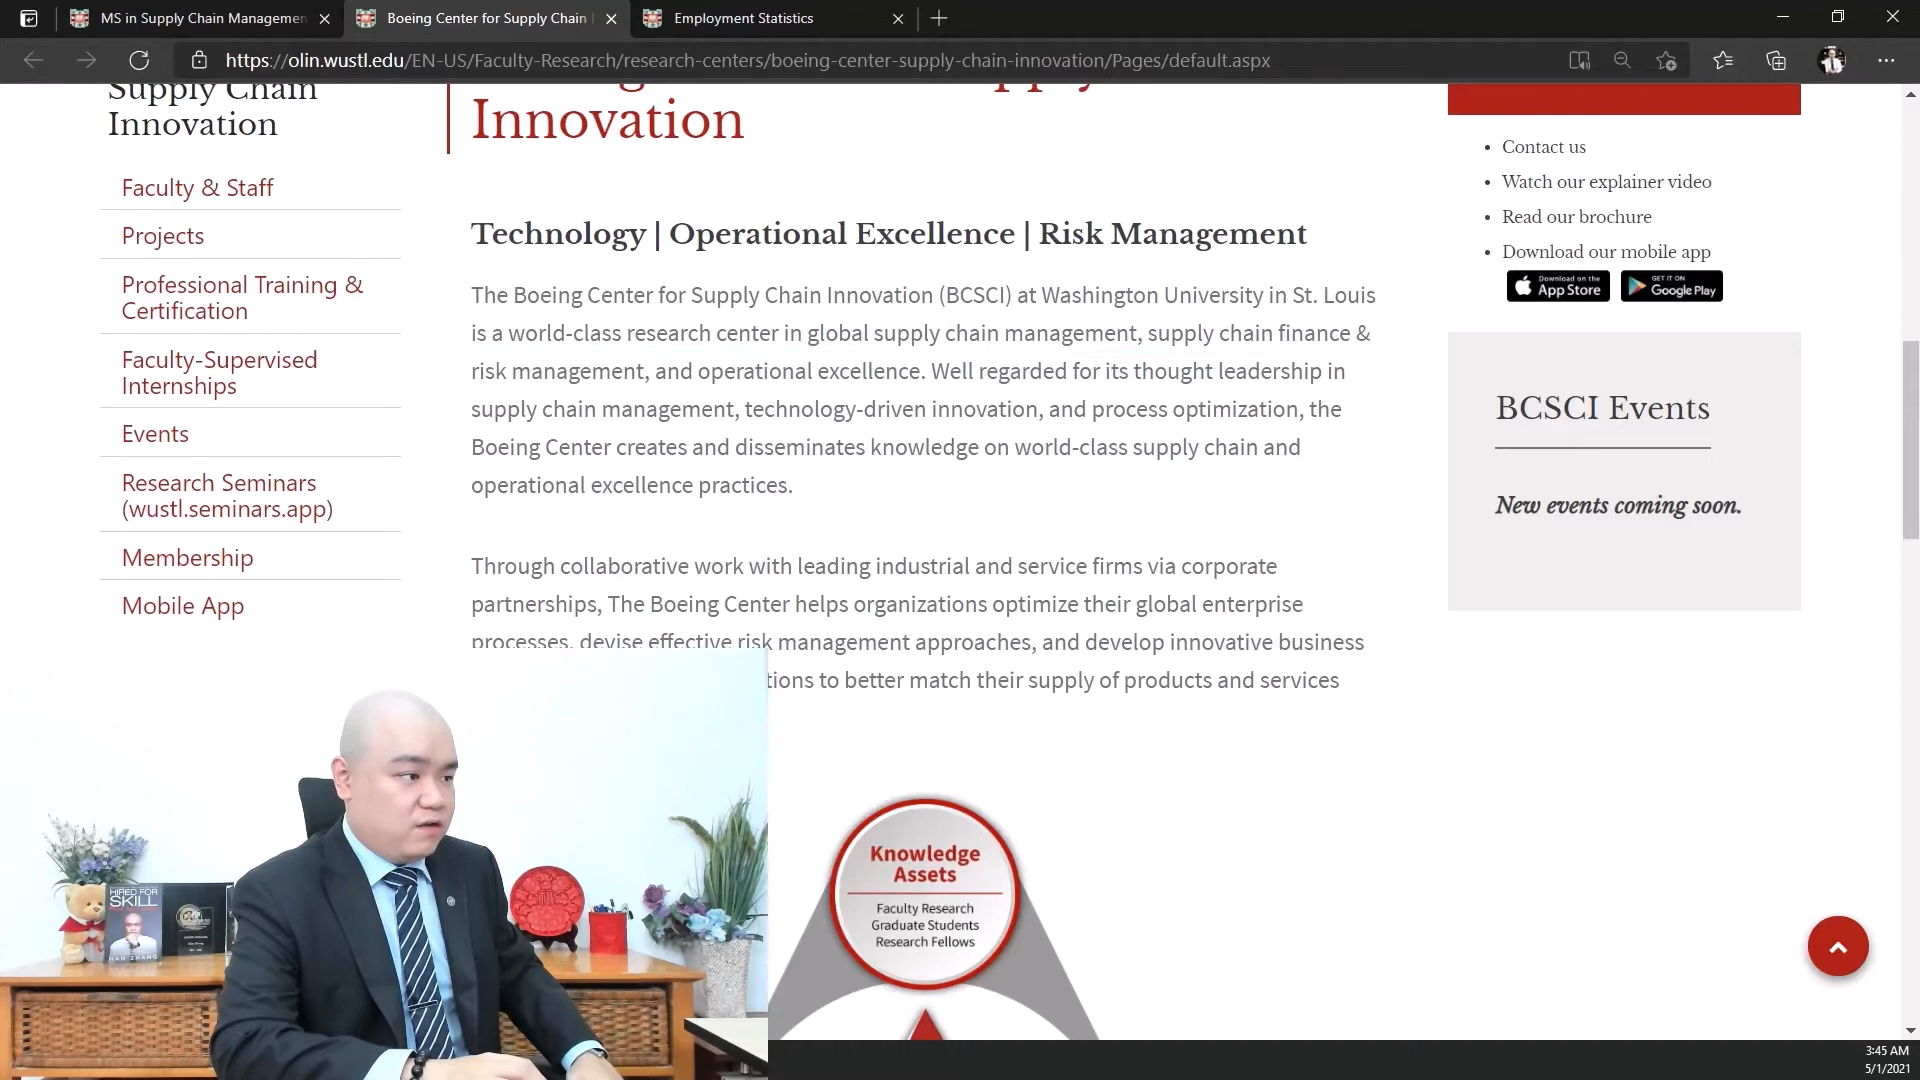 MS in Supply Chain Managemen
Boeing Center for Supply Chain
Employment Statistics
https://olin.wustl.edu/EN-US/Faculty-Research/research-centers/boeing-center-supply-chain-innovation/Pages/default.aspx
Supply Chain
Innovation
Faculty & Staff
Projects
Professional Training &
Certification
Faculty-Supervised
Internships
Events
Research Seminars
(wustl.seminars.app)
Membership
Mobile App
Innovation
Technology | Operational Excellence | Risk Management
The Boeing Center for Supply Chain Innovation (BCSCI) at Washington University in St. Louis
is a world-class research center in global supply chain management, supply chain finance &
risk management, and operational excellence. Well regarded for its thought leadership in
supply chain management, technology-driven innovation, and process optimization, the
Boeing Center creates and disseminates knowledge on world-class supply chain and
operational excellence practices.
Through collaborative work with leading industrial and service firms via corporate
partnerships, The Boeing Center helps organizations optimize their global enterprise
processes, devise effective risk management approaches, and develop innovative business
tions to better match their supply of products and services
Knowledge
Assets
Faculty Research
Graduate Students
Research Fellows
Contact us
Watch our explainer video
Read our brochure
Download our mobile app
Download on the
App Store
GET IT ON
Google Play
BCSCI Events
New events coming soon.
HIRED FOR
SKILL
HAN ZHANG
3:45 AM
5/1/2021